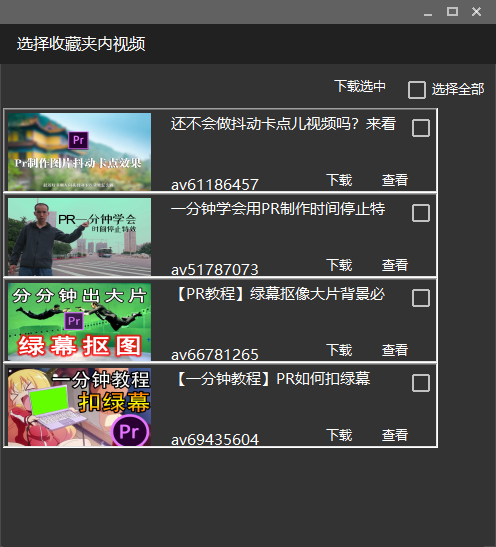 选择收藏夹内视频
下载选中
选择全部
还不会做抖动卡点儿视频吗？来看
Pr
Pr制作图片抖动卡点效果
av61186457
下载
查看
一分钟学会用PR制作时间停止特
PR一分钟学会
时间停止特效
av51787073
下载
查看
【PR教程】绿幕抠像大片背景必
分分钟出大片
Pr
绿幕抠图
av66781265
下载
查看
【一分钟教程】PR如何扣绿幕
一分钟教程
扣绿幕
Pr
av69435604
下载
查看